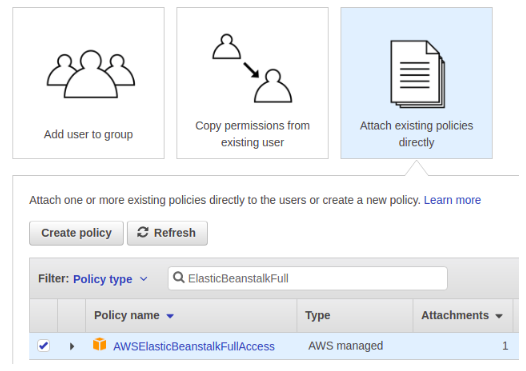 Add user to group
Copy permissions from
existing user
Attach existing policies
directly
Attach one or more existing policies directly to the users or create a new policy. Learn more
Create policy Refresh
Filter: Policy type ElasticBeanstalkFull
Policy name Type Attachments
AWSElasticBeanstalkFullAccess AWS managed 1